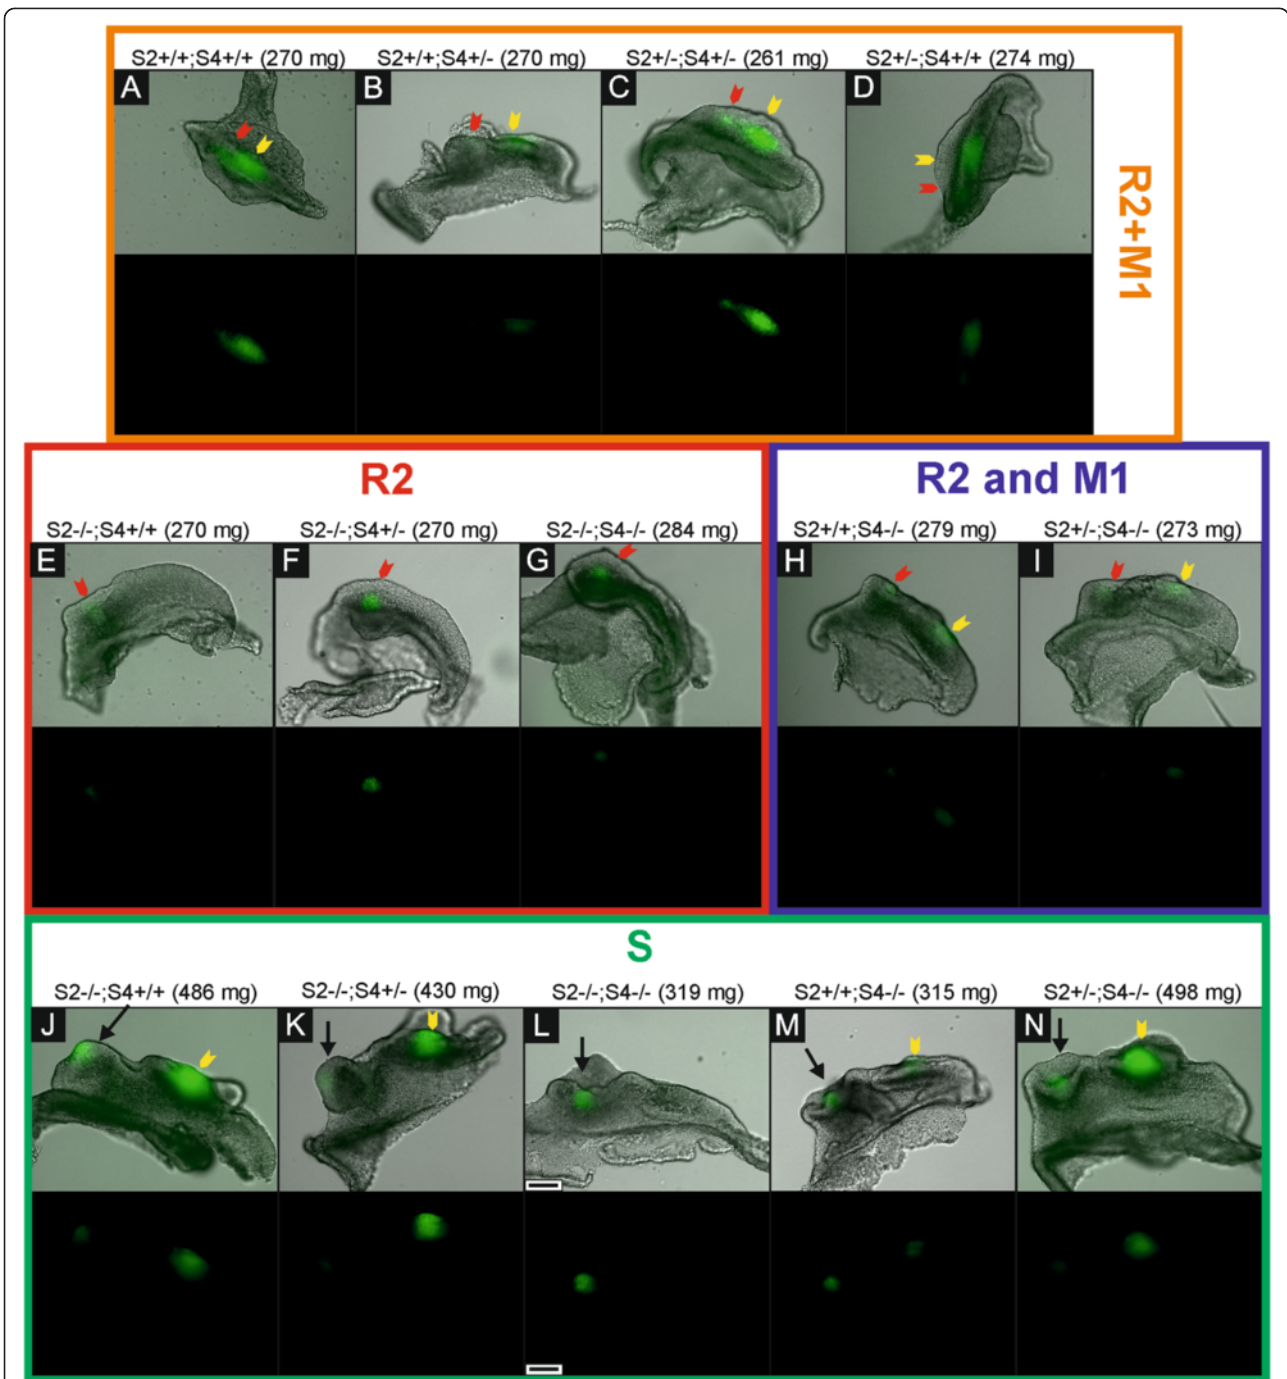 S2+/+;S4+/+ (270 mg) S2+/+;S4+/- (270 mg) S2+/-;S4+/- (261 mg) S2+/-;S4+/+ (274 mg)
A B C D
R2+M1
R2
S2-/-;S4+/+ (270 mg) S2-/-;S4+/- (270 mg) S2-/-;S4-/- (284 mg)
E F G
R2 and M1
S2+/+;S4-/- (279 mg) S2+/-;S4-/- (273 mg)
H I
S
S2-/-;S4+/+ (486 mg) S2-/-;S4+/- (430 mg) S2-/-;S4-/- (319 mg) S2+/+;S4-/- (315 mg) S2+/-;S4-/- (498 mg)
J K L M N